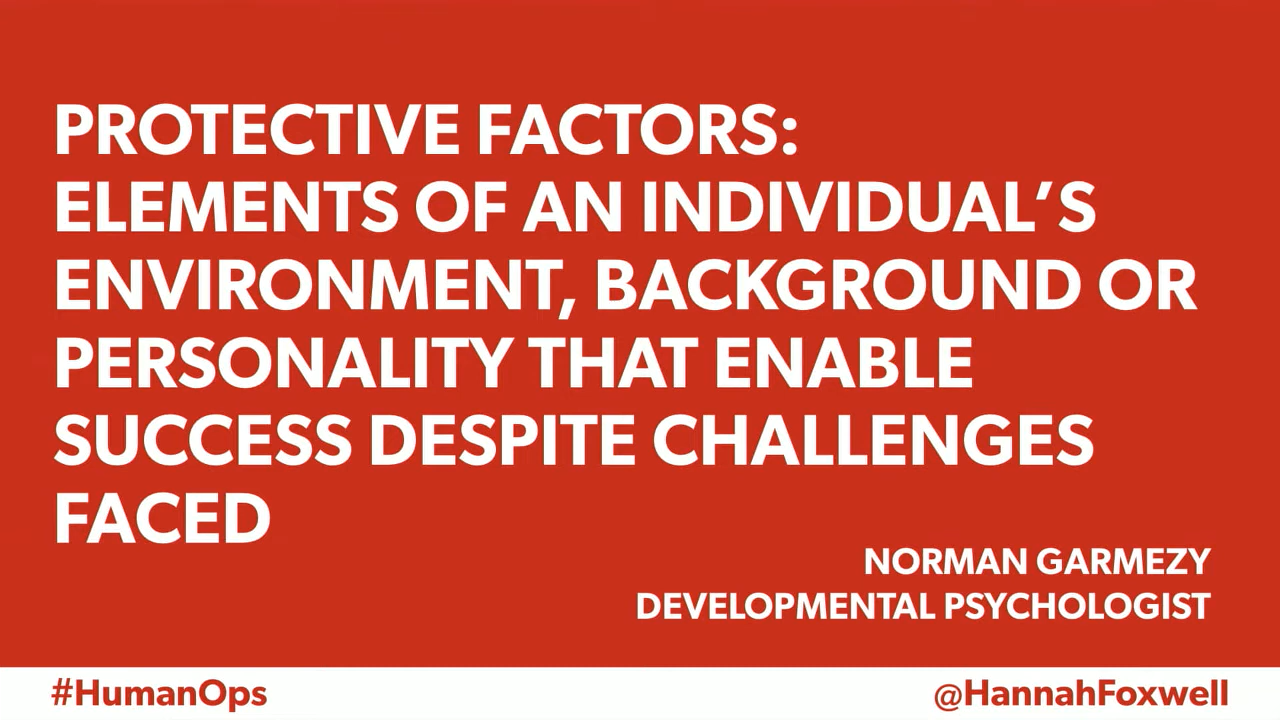 PROTECTIVE FACTORS:
ELEMENTS OF AN INDIVIDUAL’S
ENVIRONMENT, BACKGROUND OR
PERSONALITY THAT ENABLE
SUCCESS DESPITE CHALLENGES
FACED
NORMAN GARMEZY
DEVELOPMENTAL PSYCHOLOGIST
#HumanOps
@HannahFoxwell